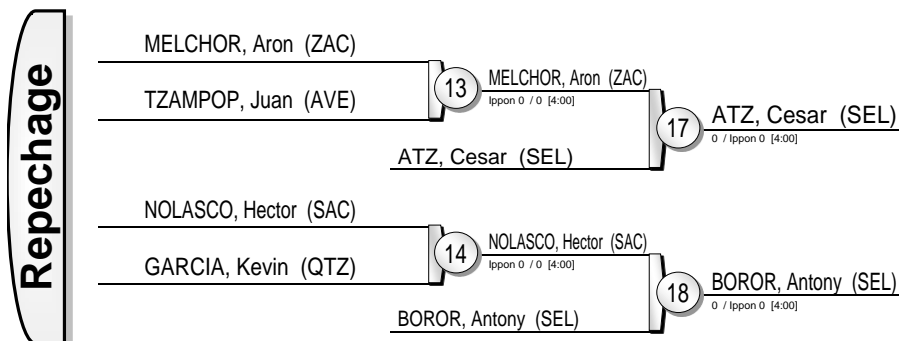 Repechage
MELCHOR, Aron (ZAC)
TZAMPOP, Juan (AVE)
13
MELCHOR, Aron (ZAC)
Ippon 0 / 0 [4:00]
ATZ, Cesar (SEL)
17
ATZ, Cesar (SEL)
0 / Ippon 0 [4:00]
NOLASCO, Hector (SAC)
GARCIA, Kevin (QTZ)
14
NOLASCO, Hector (SAC)
Ippon 0 / 0 [4:00]
BOROR, Antony (SEL)
18
BOROR, Antony (SEL)
0 / Ippon 0 [4:00]